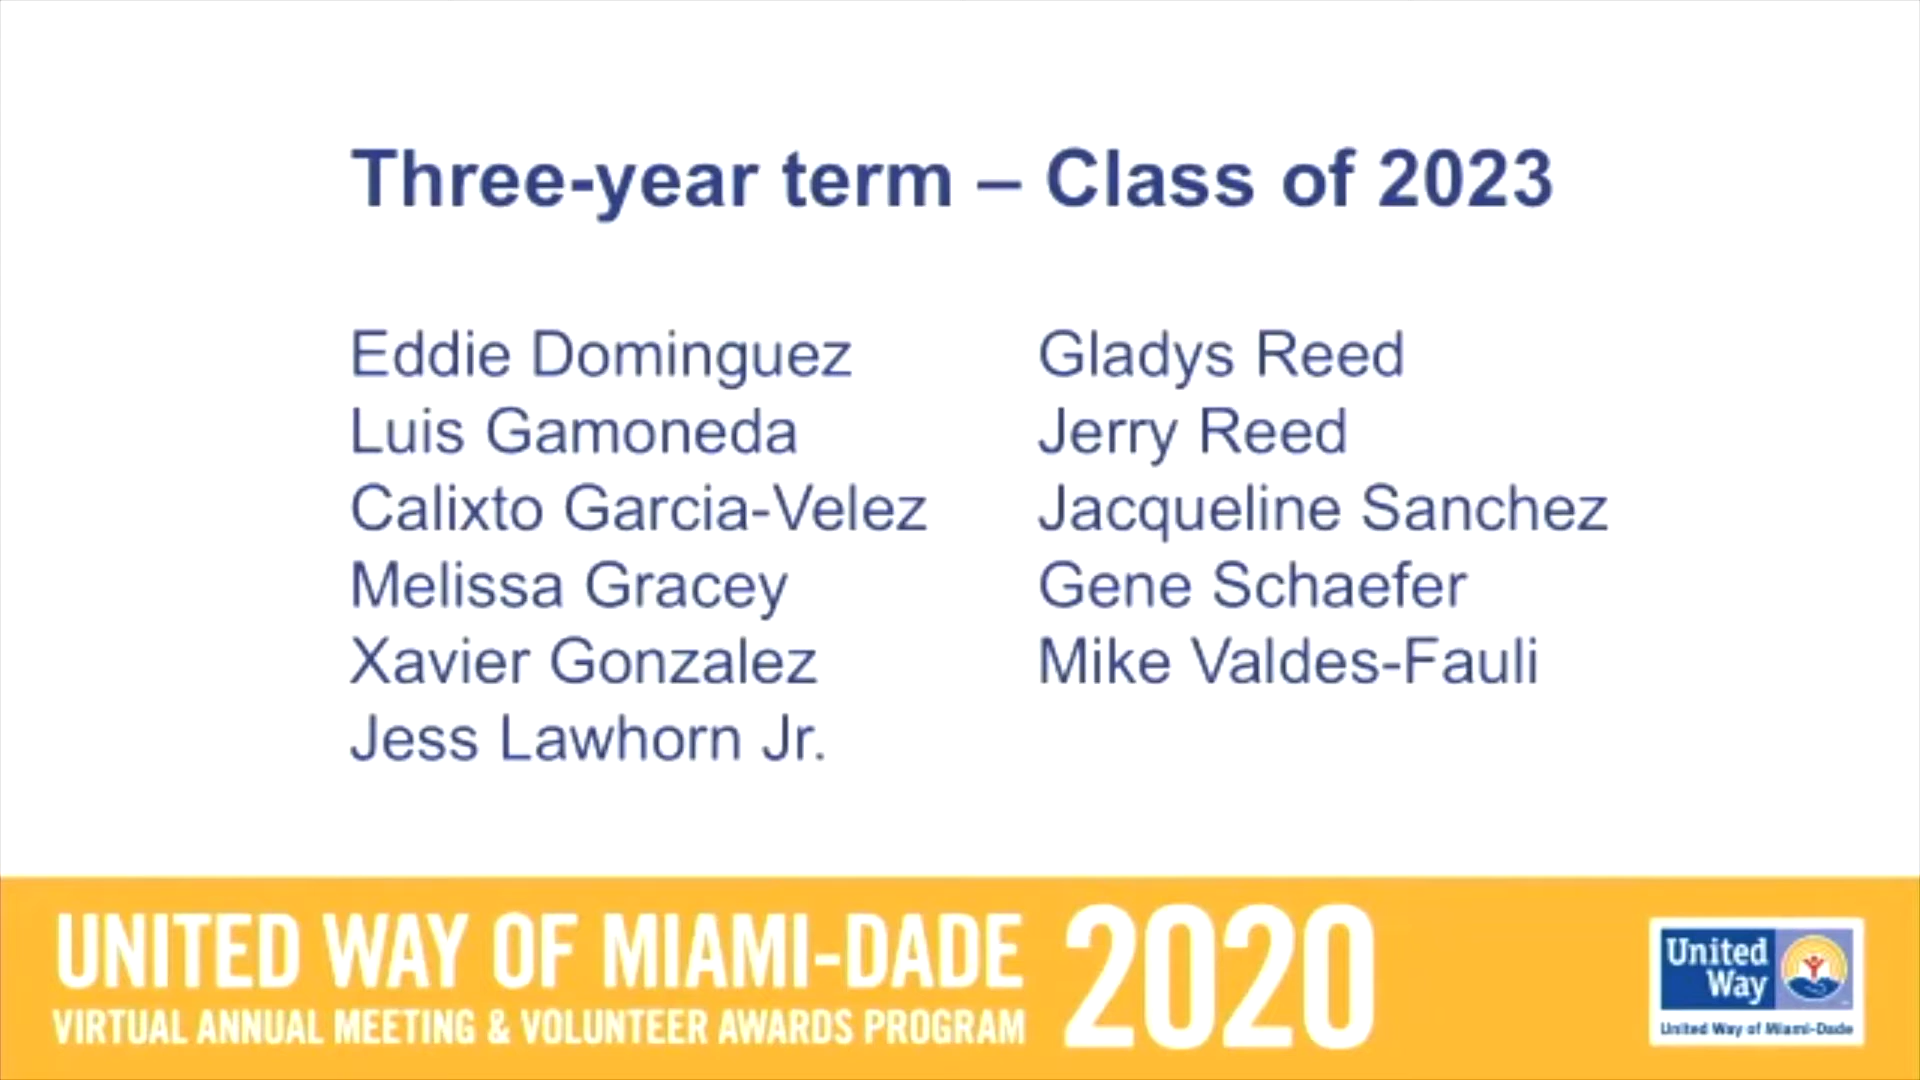 Three-year term – Class of 2023
Eddie Dominguez
Luis Gamoneda
Calixto Garcia-Velez
Melissa Gracey
Xavier Gonzalez
Jess Lawhorn Jr.
Gladys Reed
Jerry Reed
Jacqueline Sanchez
Gene Schaefer
Mike Valdes-Fauli
UNITED WAY OF MIAMI-DADE
VIRTUAL ANNUAL MEETING & VOLUNTEER AWARDS PROGRAM
2020
United
Way
United Way of Miami-Dade